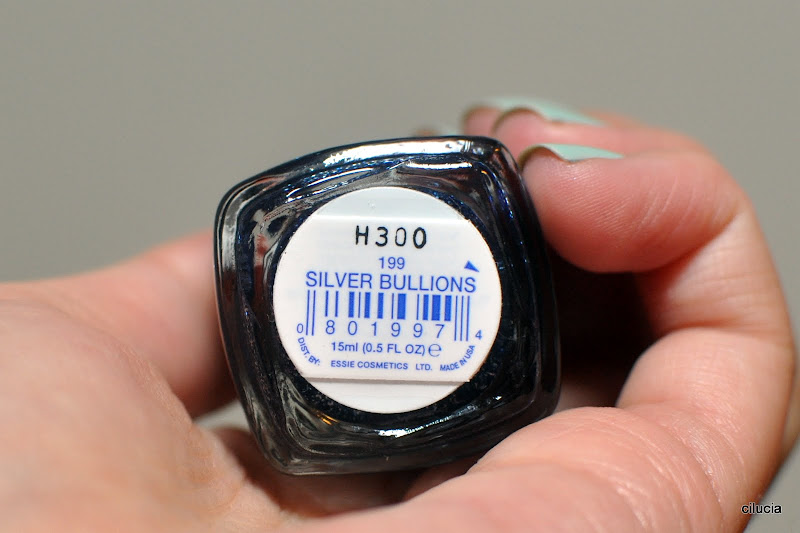 H300
199
SILVER BULLIONS
0 801997 4
15ml (0.5 FL OZ) ℮
DIST. BY: ESSIE COSMETICS LTD. MADE IN USA
cilucia